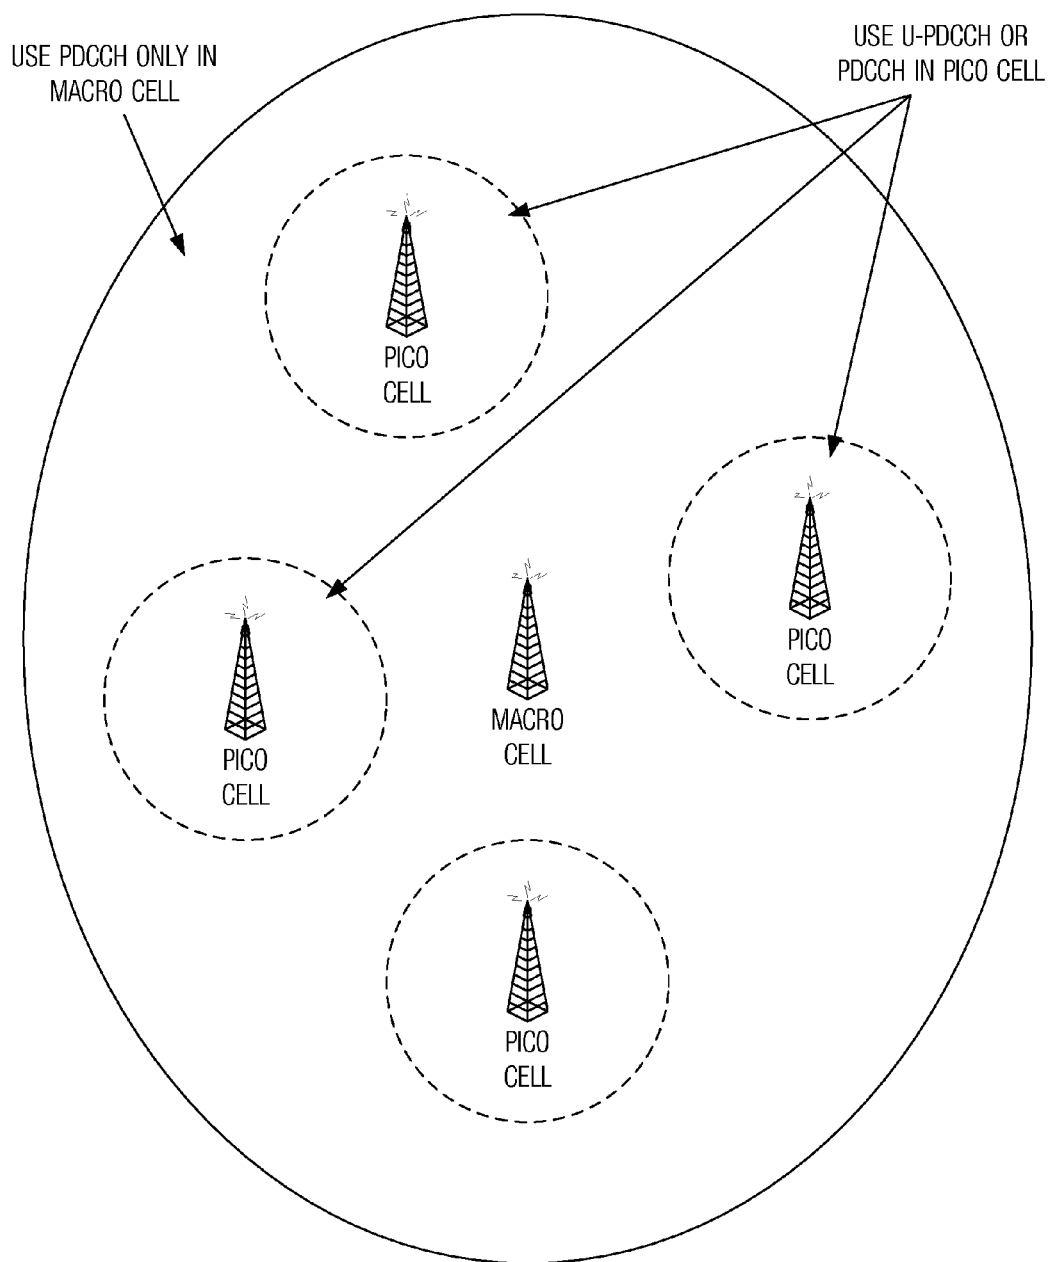 USE PDCCH ONLY IN
MACRO CELL
USE U-PDCCH OR
PDCCH IN PICO CELL
PICO
CELL
PICO
CELL
MACRO
CELL
PICO
CELL
PICO
CELL